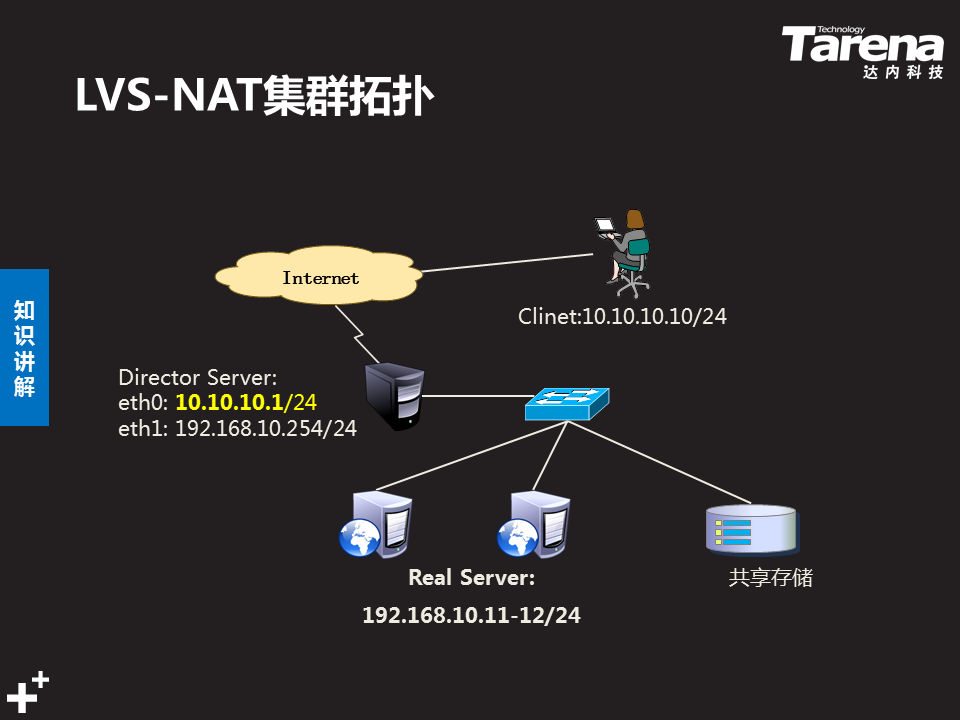 Technology
Tarena
达内科技
LVS-NAT集群拓扑
知识讲解
Internet
Clinet:10.10.10.10/24
Director Server:
eth0: 10.10.10.1/24
eth1: 192.168.10.254/24
Real Server:
192.168.10.11-12/24
共享存储